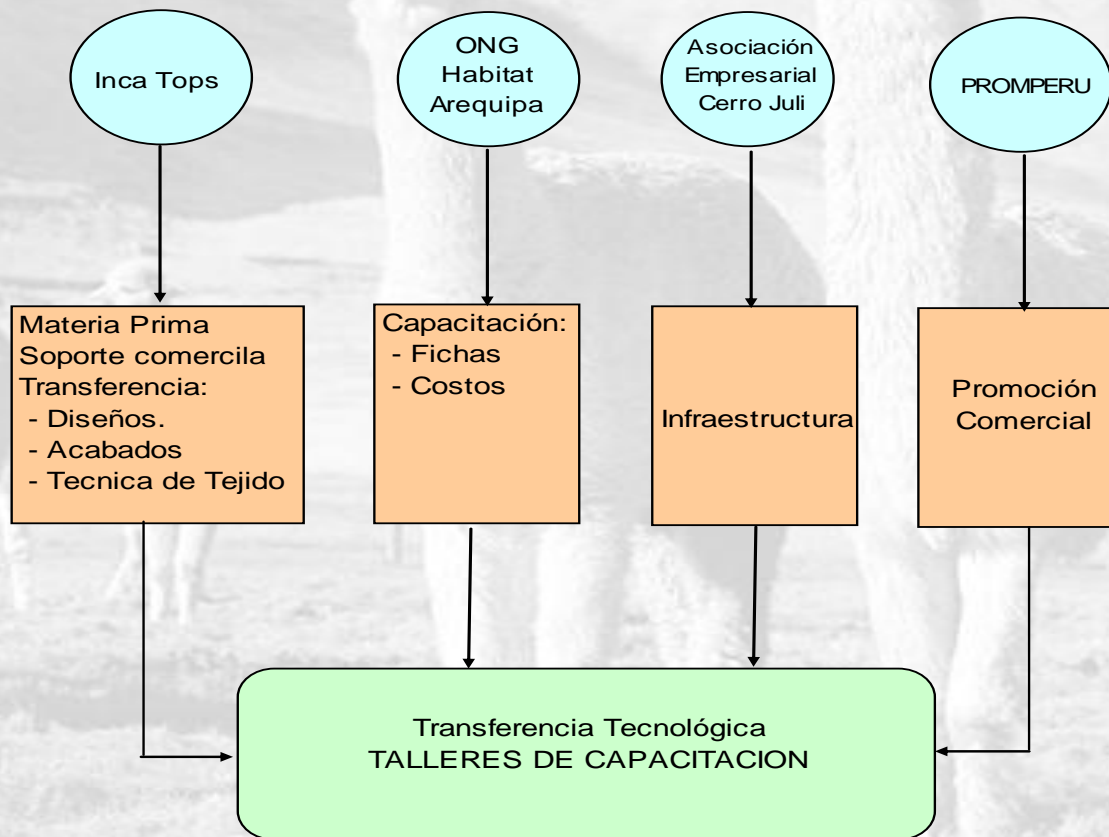 Inca Tops
ONG
Habitat
Arequipa
Asociación
Empresarial
Cerro Juli
PROMPERU
Materia Prima
Soporte comercila
Transferencia:
- Diseños.
- Acabados
- Tecnica de Tejido
Capacitación:
- Fichas
- Costos
Infraestructura
Promoción
Comercial
Transferencia Tecnológica
TALLERES DE CAPACITACION